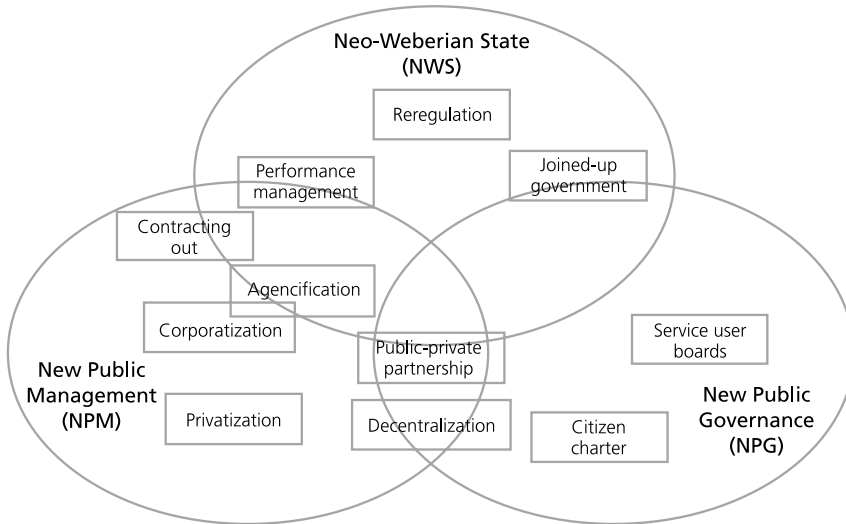 Neo-Weberian State
(NWS)
Reregulation
Performance
management
Joined-up
government
Contracting
out
Agencification
Corporatization
Public-private
partnership
Service user
boards
New Public
Management
(NPM)
Privatization
Decentralization
Citizen
charter
New Public
Governance
(NPG)